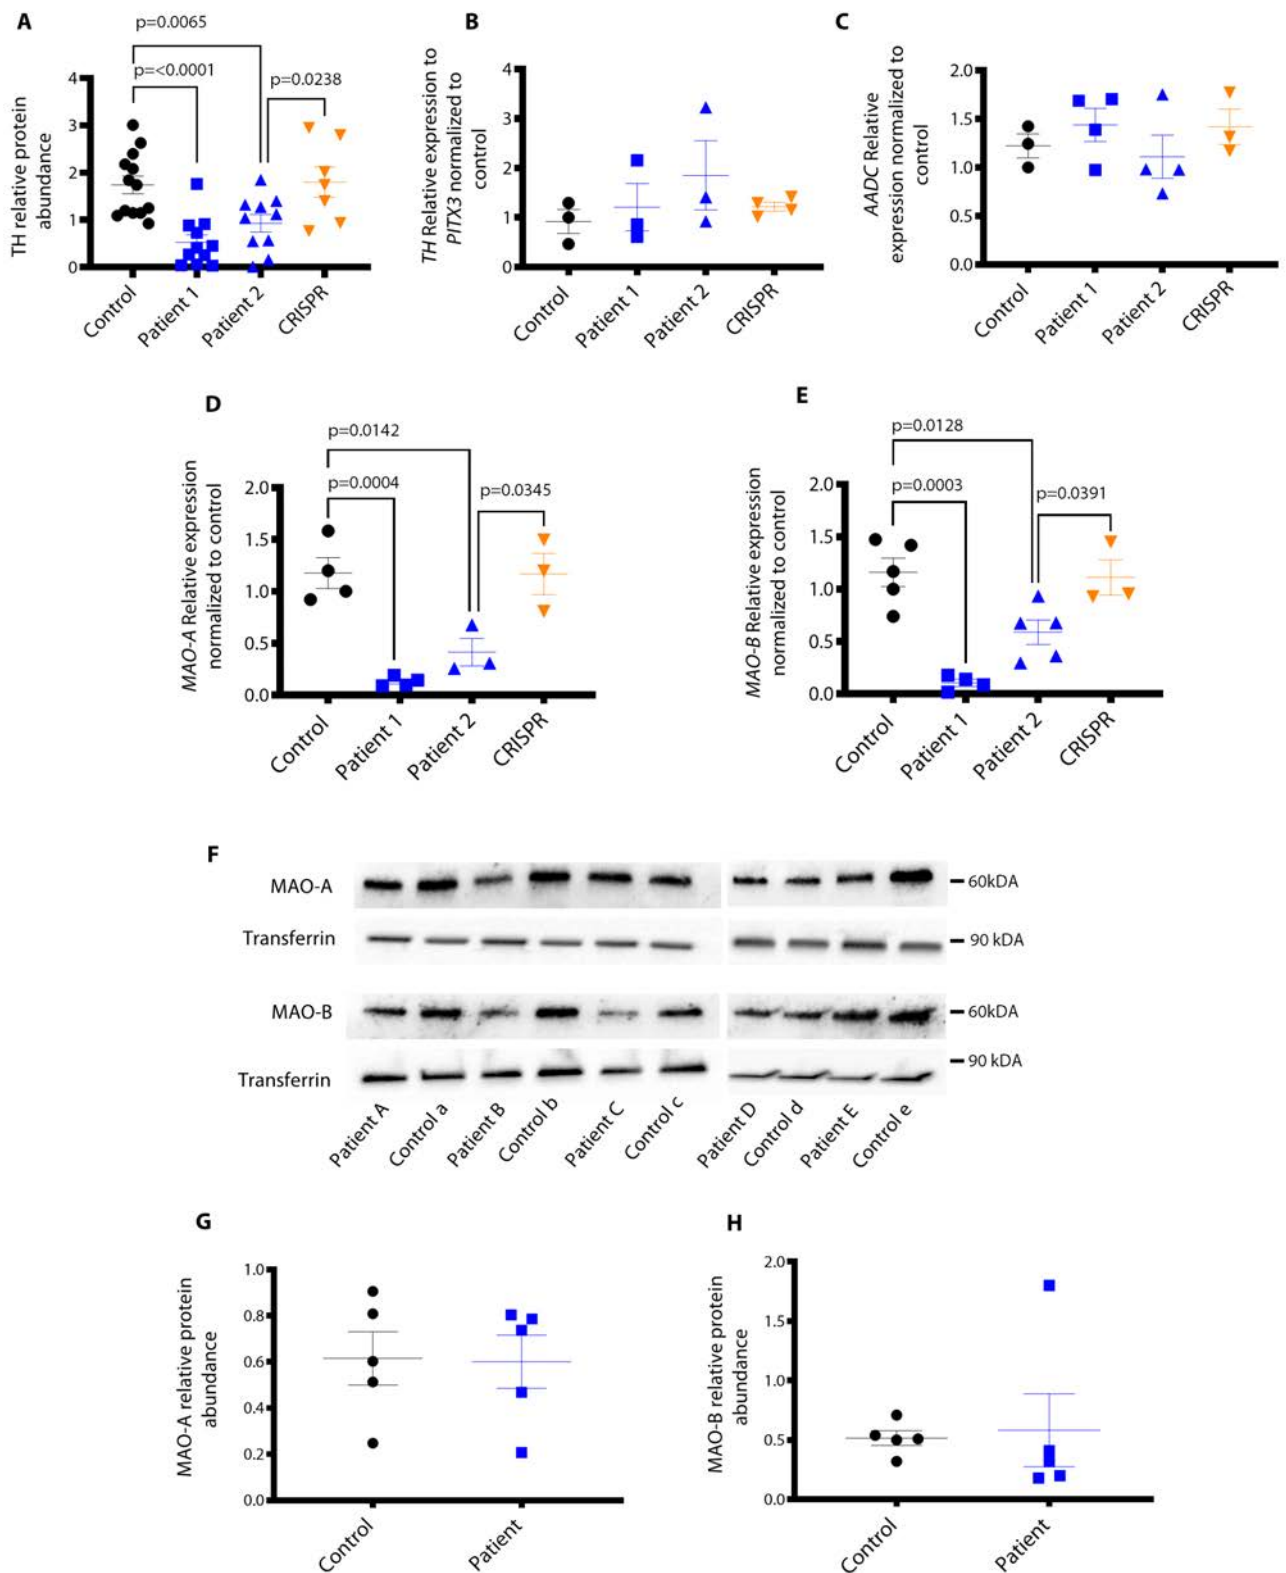 A
p=0.0065
p=<0.0001
p=0.0238
TH relative protein
abundance
4
3
2
1
0
Control
Patient 1
Patient 2
CRISPR
B
TH Relative expression to
PITX3 normalized to
control
4
3
2
1
0
Control
Patient 1
Patient 2
CRISPR
C
AADC Relative
expression normalized to
control
2.0
1.5
1.0
0.5
0.0
Control
Patient 1
Patient 2
CRISPR
D
p=0.0142
p=0.0004
p=0.0345
MAO-A Relative expression
normalized to control
2.0
1.5
1.0
0.5
0.0
Control
Patient 1
Patient 2
CRISPR
E
p=0.0128
p=0.0003
p=0.0391
MAO-B Relative expression
normalized to control
2.0
1.5
1.0
0.5
0.0
Control
Patient 1
Patient 2
CRISPR
F
MAO-A
60kDA
Transferrin
90 kDA
MAO-B
60kDA
90 kDA
Transferrin
Patient A
Control a
Patient B
Control b
Patient C
Control c
Patient D
Control d
Patient E
Control e
G
MAO-A relative protein
abundance
1.0
0.8
0.6
0.4
0.2
0.0
Control
Patient
H
MAO-B relative protein
abundance
2.0
1.5
1.0
0.5
0.0
Control
Patient